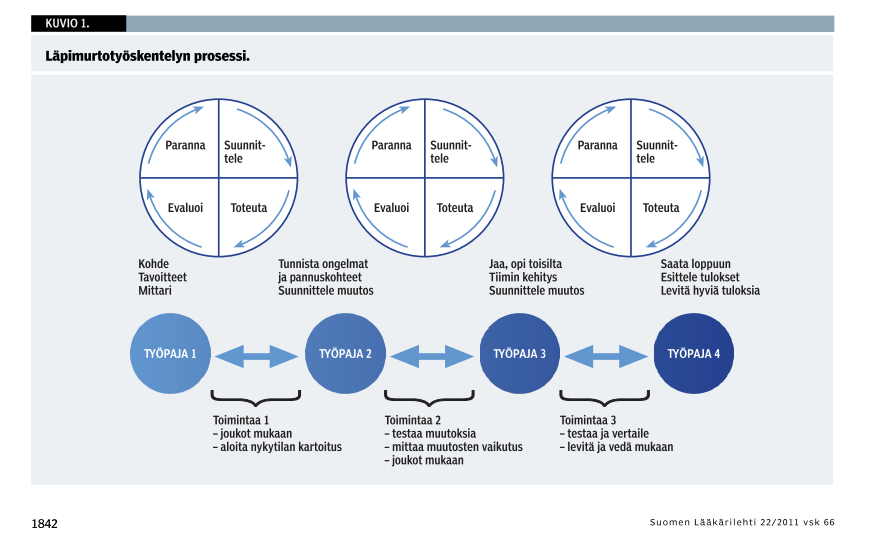 KUVIO 1.
Läpimurtotyöskentelyn prosessi.
Paranna
Suunnit-
tele
Evaluoi
Toteuta
Paranna
Suunnit-
tele
Evaluoi
Toteuta
Paranna
Suunnit-
tele
Evaluoi
Toteuta
Kohde
Tavoitteet
Mittari
Tunnista ongelmat
ja pannuskohteet
Suunnittele muutos
Jaa, opi toisilta
Tiimin kehitys
Suunnittele muutos
Saata loppuun
Esittele tulokset
Levitä hyviä tuloksia
TYÖPAJA 1
TYÖPAJA 2
TYÖPAJA 3
TYÖPAJA 4
Toimintaa 1
– joukot mukaan
– aloita nykytilan kartoitus
Toimintaa 2
– testaa muutoksia
– mittaa muutosten vaikutus
– joukot mukaan
Toimintaa 3
– testaa ja vertaile
– levitä ja vedä mukaan
1842
Suomen Lääkärilehti 22/2011 vsk 66